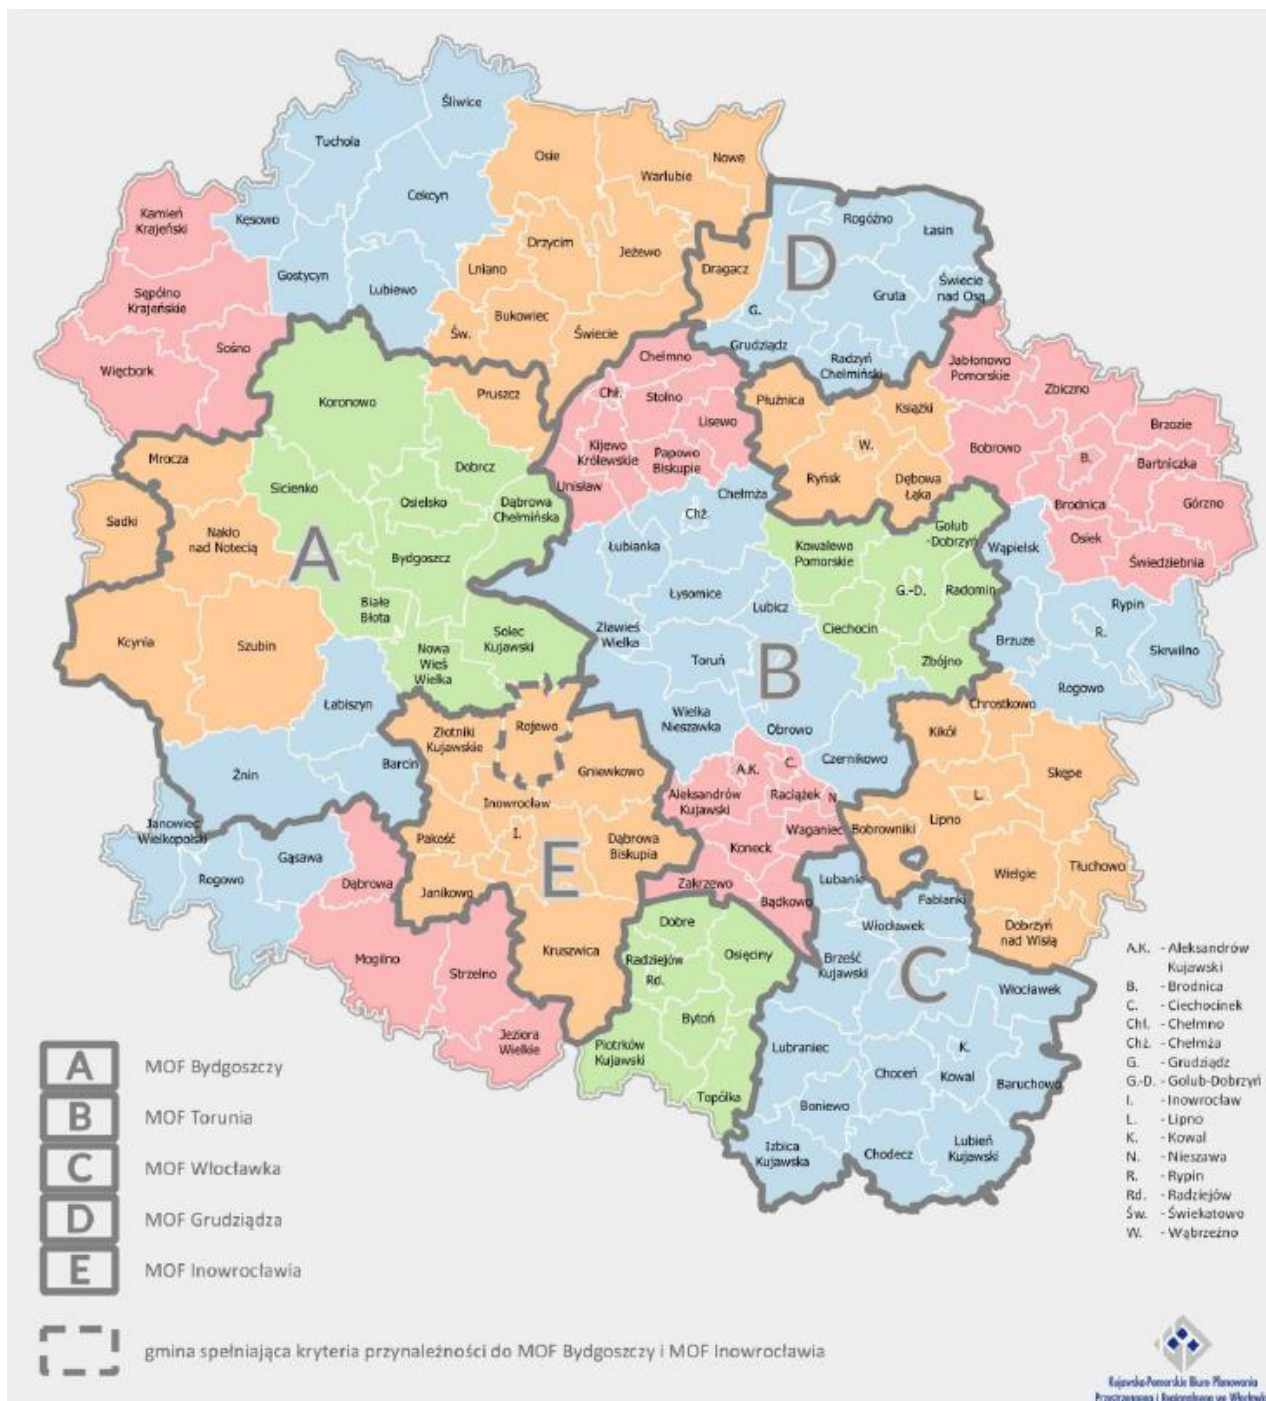 Śliwice
Tuchola
Osie
Nowe
Warlubie
Cekcyn
Kamień
Krajeński
Kęsowo
Rogóźno
Łasin
D
Drzycim
Jeżewo
Lniano
Dragacz
Gostycyn
Lubiewo
Sępólno
Krajeńskie
Świecie
nad Osą
Gruta
G.
Bukowiec
Św.
Świecie
Grudziądz
Sośno
Więcbork
Chełmno
Radzyń
Chełmiński
Jabłonowo
Pomorskie
Zbiczno
Koronowo
Pruszcz
Chł.
Stolno
Płużnica
Książki
Lisewo
Brzozie
Kijewo
Królewskie
Papowo
Biskupie
W.
Bobrowo
B.
Bartniczka
Mrocza
Dobrcz
Unisław
Ryńsk
Dębowa
Łąka
Sicienko
Osielsko
Dąbrowa
Chełmińska
Chełmża
Chż.
Brodnica
Górzno
Sadki
Nakło
nad Notecią
A
Bydgoszcz
Łubianka
Kowalewo
Pomorskie
Golub
-Dobrzyń
Wąpielsk
Osiek
Świedziebnia
Łysomice
G.-D.
Radomin
Białe
Błota
Lubicz
Rypin
Zławieś
Wielka
Ciechocin
R.
Kcynia
Szubin
Nowa
Wieś
Wielka
Solec
Kujawski
Toruń
B
Zbójno
Brzuze
Skrwilno
Rogowo
Łabiszyn
Wielka
Nieszawka
Obrowo
Chrostkowo
Złotniki
Kujawskie
Rojewo
Kikół
Czernikowo
Żnin
Barcin
Gniewkowo
A.K.
C.
Skępe
Aleksandrów
Kujawski
Raciążek
N.
L.
Inowrocław
I.
Lipno
Janowiec
Wielkopolski
Pakość
Dąbrowa
Biskupia
Waganiec
Bobrowniki
Koneck
Gąsawa
E
Rogowo
Dąbrowa
Janikowo
Zakrzewo
Lubanie
Wielgie
Tłuchowo
Bądkowo
Fabianki
Dobre
Włocławek
Dobrzyń
nad Wisłą
Kruszwica
Radziejów
Rd.
Osięciny
Brześć
Kujawski
C
Mogilno
Strzelno
Włocławek
Bytoń
Jeziora
Wielkie
Piotrków
Kujawski
Lubraniec
K.
Choceń
Kowal
Baruchowo
Topólka
Boniewo
Izbica
Kujawska
Chodecz
Lubień
Kujawski
A.K. - Aleksandrów
Kujawski
B. - Brodnica
C. - Ciechocinek
Chł. - Chełmno
Chż. - Chełmża
G. - Grudziądz
G.-D. - Golub-Dobrzyń
I. - Inowrocław
L. - Lipno
K. - Kowal
N. - Nieszawa
R. - Rypin
Rd. - Radziejów
Św. - Świekatowo
W. - Wąbrzeźno
A MOF Bydgoszczy
B MOF Torunia
C MOF Włocławka
D MOF Grudziądza
E MOF Inowrocławia
gmina spełniająca kryteria przynależności do MOF Bydgoszczy i MOF Inowrocławia
Kujawsko-Pomorskie Biuro Planowania
Przestrzennego i Regionalnego we Włocławku